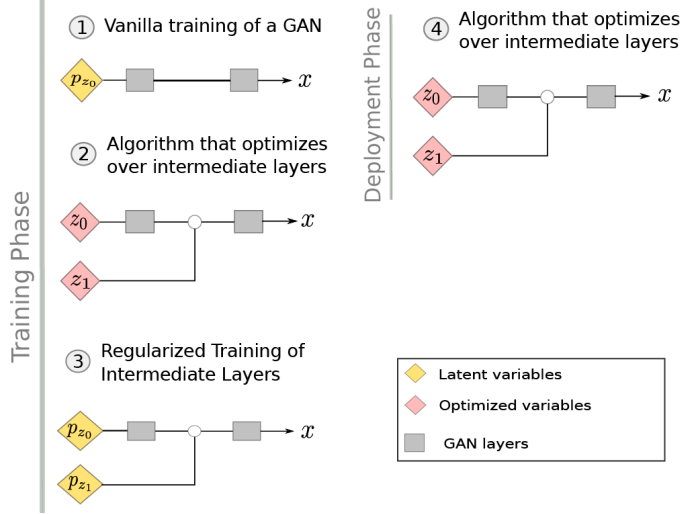 Training Phase
1 Vanilla training of a GAN
p_{z_0} x
2 Algorithm that optimizes
over intermediate layers
z_0 x
z_1
3 Regularized Training of
Intermediate Layers
p_{z_0} x
p_{z_1}
Deployment Phase
4 Algorithm that optimizes
over intermediate layers
z_0 x
z_1
Latent variables
Optimized variables
GAN layers